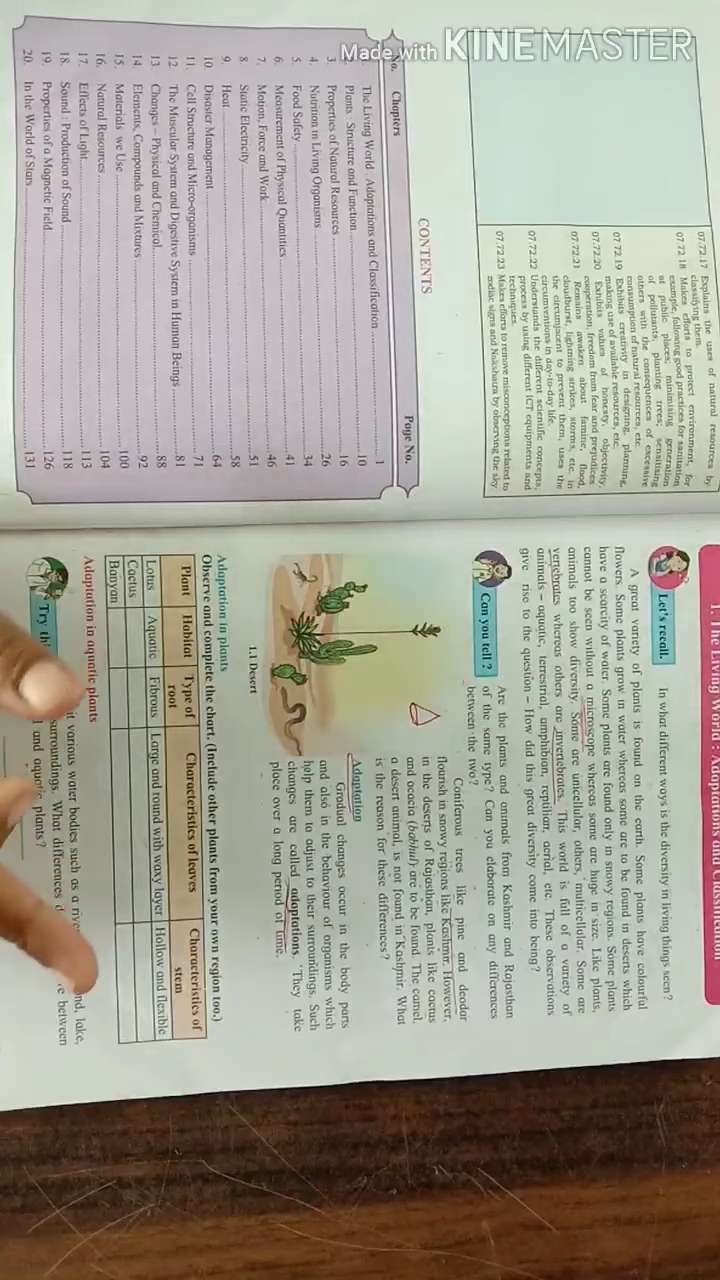 Made with KINEMASTER
07.72.17 Explains the uses of natural resources by
classifying them.
07.72.18 Makes efforts to protect environment, for
example, following good practices for sanitation
at public places; minimising generation
of pollutants; planting trees; sensitising
others with the consequences of excessive
consumption of natural resources, etc.
07.72.19 Exhibits creativity in designing, planning,
making use of available resources, etc.
07.72.20 Exhibits values of honesty, objectivity,
cooperation, freedom from fear and prejudices
07.72.21 Remains awaken about famine, flood,
cloudburst, lightning strikes, storms, etc. in
the circumjacent to prevent them, uses the
circumventions in day-to-day life.
07.72.22 Understands the different scientific concepts,
process by using different ICT equipments and
techniques.
07.72.23 Makes efforts to remove misconceptions related to
zodiac signs and Nakshatra by observing the sky
CONTENTS
No. Chapters Page No.
The Living World : Adaptations and Classification 1
Plants : Structure and Function 10
3. Properties of Natural Resources 16
4. Nutrition in Living Organisms 26
5. Food Safety 34
6. Measurement of Physical Quantities 41
7. Motion, Force and Work 46
8. Static Electricity 51
9. Heat 58
10. Disaster Management 64
11. Cell Structure and Micro-organisms 71
12. The Muscular System and Digestive System in Human Beings 81
13. Changes – Physical and Chemical 88
14. Elements, Compounds and Mixtures 92
15. Materials we Use 100
16. Natural Resources 104
17. Effects of Light 113
18. Sound : Production of Sound 118
19. Properties of a Magnetic Field 126
20. In the World of Stars 131
1. The Living World : Adaptations and Classification
Let's recall. In what different ways is the diversity in living things seen?
A great variety of plants is found on the earth. Some plants have colourful
flowers. Some plants grow in water whereas some are to be found in deserts which
have a scarcity of water. Some plants are found only in snowy regions. Some plants
cannot be seen without a microscope whereas some are huge in size. Like plants,
animals too show diversity. Some are unicellular, others, multicellular. Some are
vertebrates whereas others are invertebrates. This world is full of a variety of
animals – aquatic, terrestrial, amphibian, reptilian, aerial, etc. These observations
give rise to the question – How did this great diversity come into being?
Can you tell ? Are the plants and animals from Kashmir and Rajasthan
of the same type? Can you elaborate on any differences
between the two?
Coniferous trees like pine and deodar
flourish in snowy regions like Kashmir. However,
in the deserts of Rajasthan, plants like cactus
and acacia (babhul) are to be found. The camel,
a desert animal, is not found in Kashmir. What
is the reason for these differences?
Adaptation
Gradual changes occur in the body parts
and also in the behaviour of organisms which
help them to adjust to their surroundings. Such
changes are called adaptations. They take
place over a long period of time.
1.1 Desert
Adaptation in plants
Observe and complete the chart. (Include other plants from your own region too.)
Plant Habitat Type of root Characteristics of leaves Characteristics of stem
Lotus Aquatic Fibrous Large and round with waxy layer Hollow and flexible
Cactus
Banyan
Adaptation in aquatic plants
Try
it various water bodies such as a river, lake,
surroundings. What differences between
and aquatic plants?